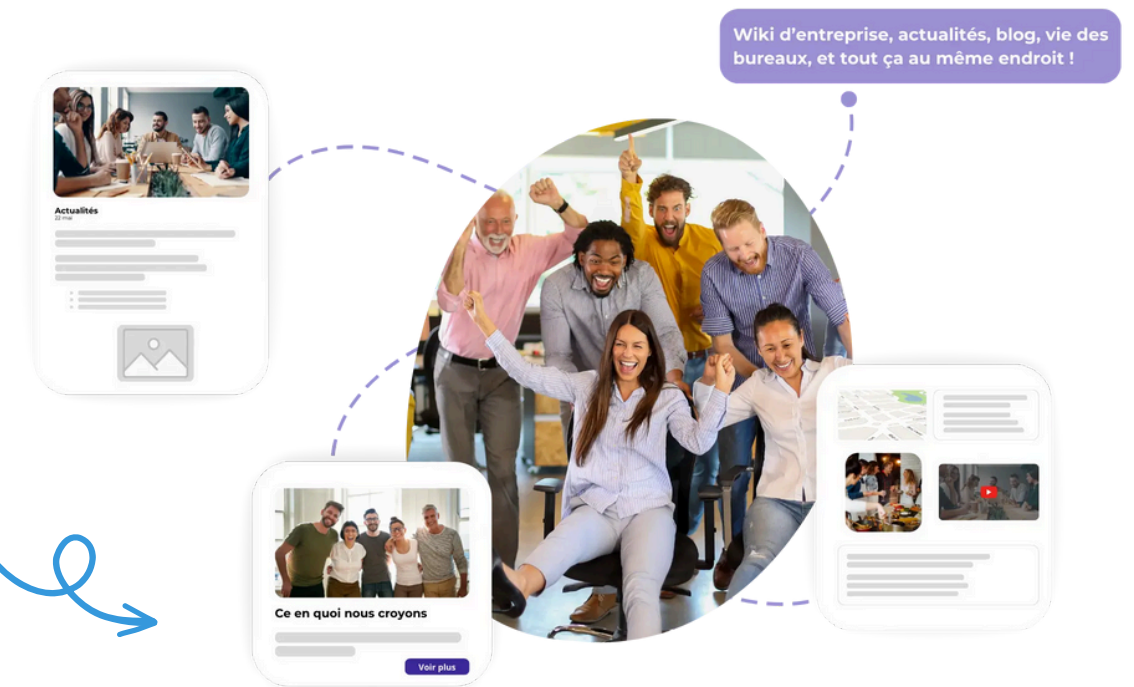 Wiki d’entreprise, actualités, blog, vie des
bureaux, et tout ça au même endroit !
Actualités
22 mai
Ce en quoi nous croyons
Voir plus